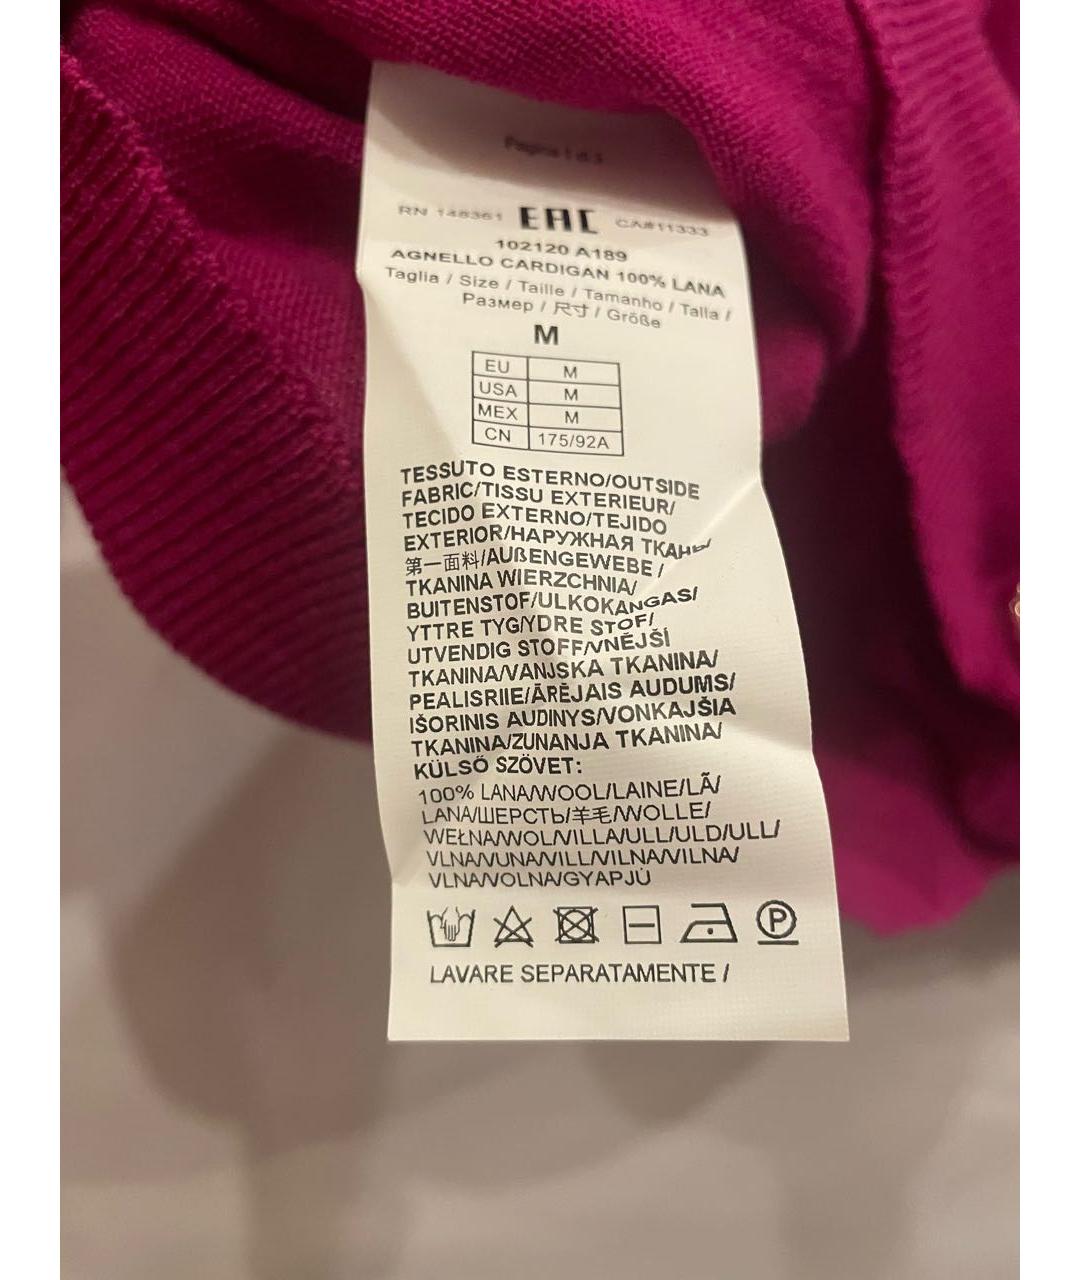 RN 148361 EAC CA#11333
102120 A189
AGNELLO CARDIGAN 100% LANA
Taglia / Size / Taille / Tamanho / Talla /
Размер / 尺寸 / Größe
M
EU M
USA M
MEX M
CN 175/92A
TESSUTO ESTERNO/OUTSIDE
FABRIC/TISSU EXTERIEUR/
TECIDO EXTERNO/TEJIDO
EXTERIOR/НАРУЖНАЯ ТКАНЬ/
第一面料/AUßENGEWEBE /
TKANINA WIERZCHNIA/
BUITENSTOF/ULKOKANGAS/
YTTRE TYG/YDRE STOF/
UTVENDIG STOFF/VNĚJŠÍ
TKANINA/VANJSKA TKANINA/
PEALISRIIE/ĀRĒJAIS AUDUMS/
IŠORINIS AUDINYS/VONKAJŠIA
TKANINA/ZUNANJA TKANINA/
KÜLSŐ SZÖVET:
100% LANA/WOOL/LAINE/LÃ/
LANA/ШЕРСТЬ/羊毛/WOLLE/
WEŁNA/WOL/VILLA/ULL/ULD/ULL/
VLNA/VUNA/VILL/VILNA/VILNA/
VLNA/VOLNA/GYAPJÚ
P
LAVARE SEPARATAMENTE /